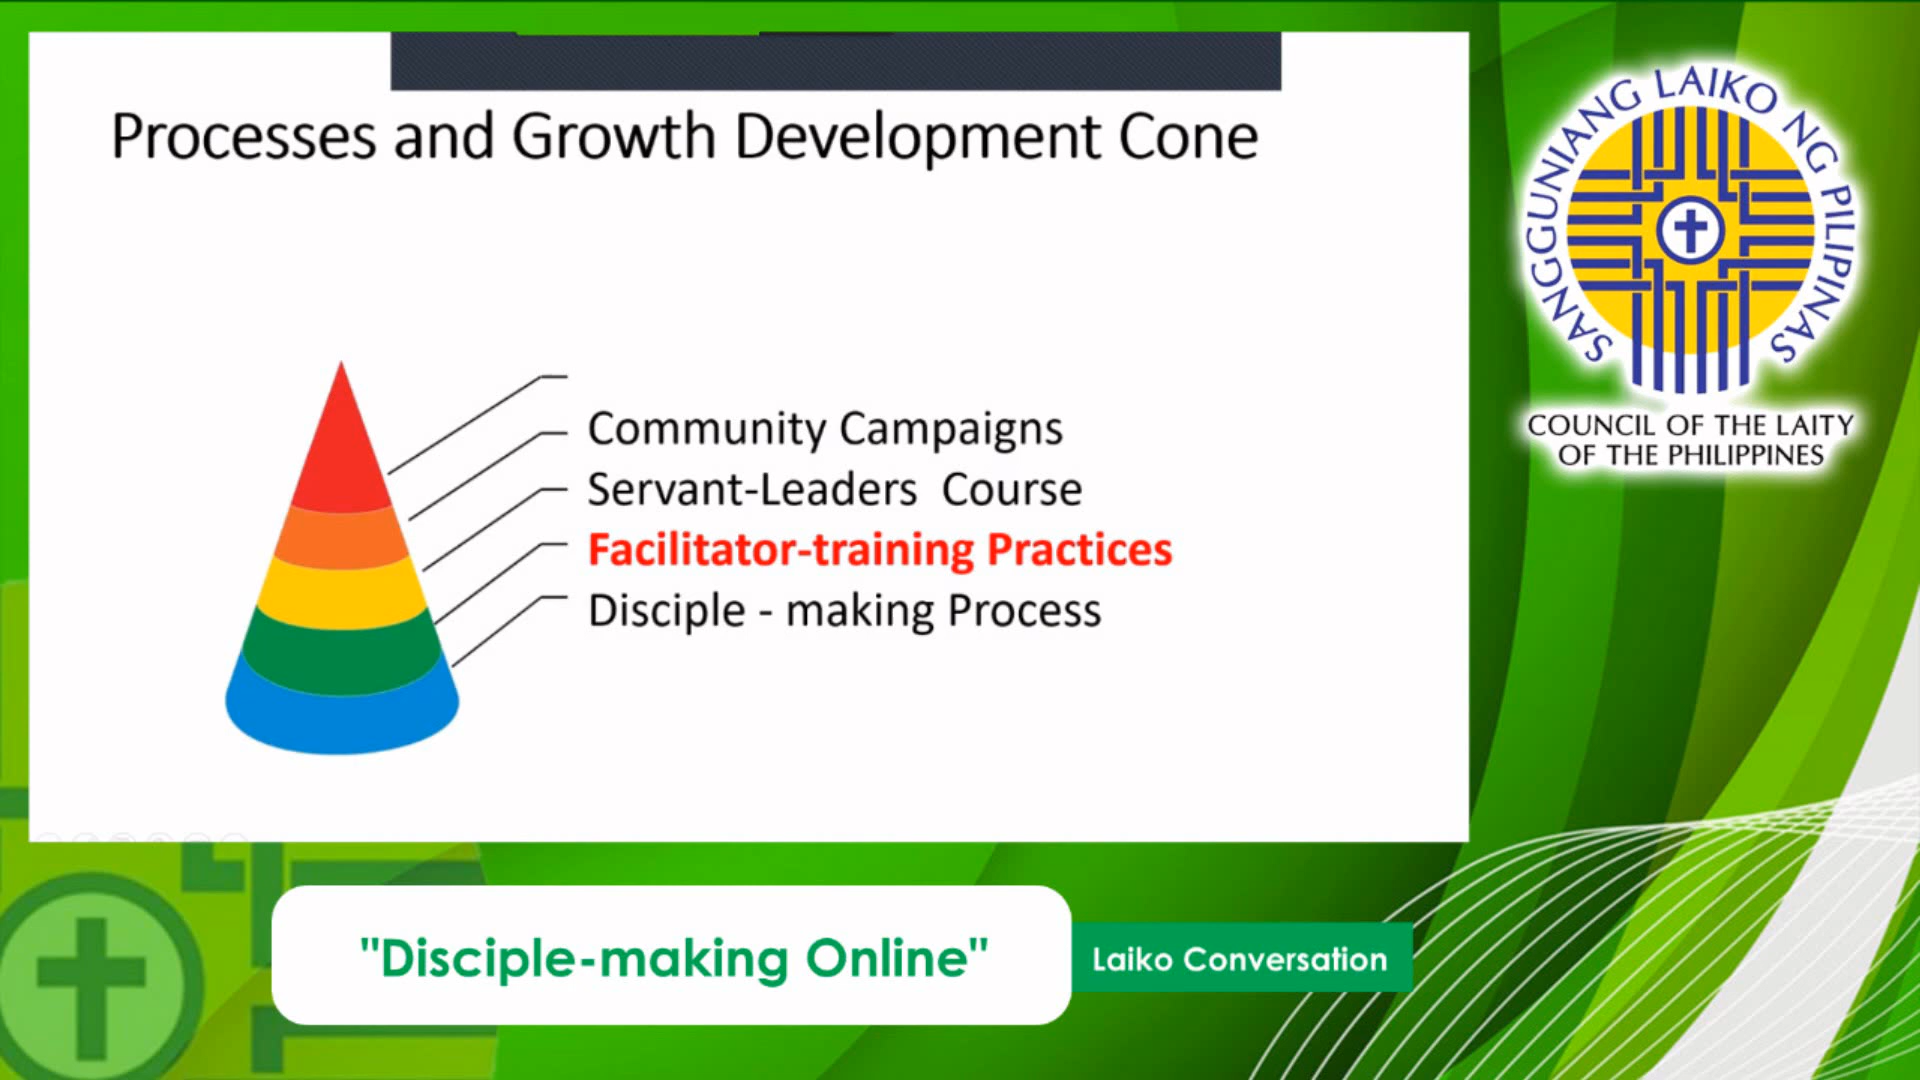 Processes and Growth Development Cone
Community Campaigns
Servant-Leaders Course
Facilitator-training Practices
Disciple - making Process
SANGGUNIANG LAIKO NG PILIPINAS
COUNCIL OF THE LAITY
OF THE PHILIPPINES
"Disciple-making Online"
Laiko Conversation